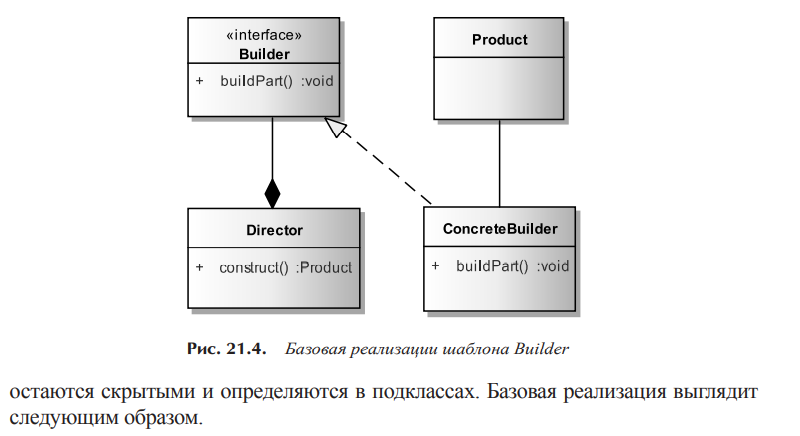 «interface»
Builder
+ buildPart() :void
Product
Director
+ construct() :Product
ConcreteBuilder
+ buildPart() :void
Рис. 21.4. Базовая реализации шаблона Builder
остаются скрытыми и определяются в подклассах. Базовая реализация выглядит
следующим образом.